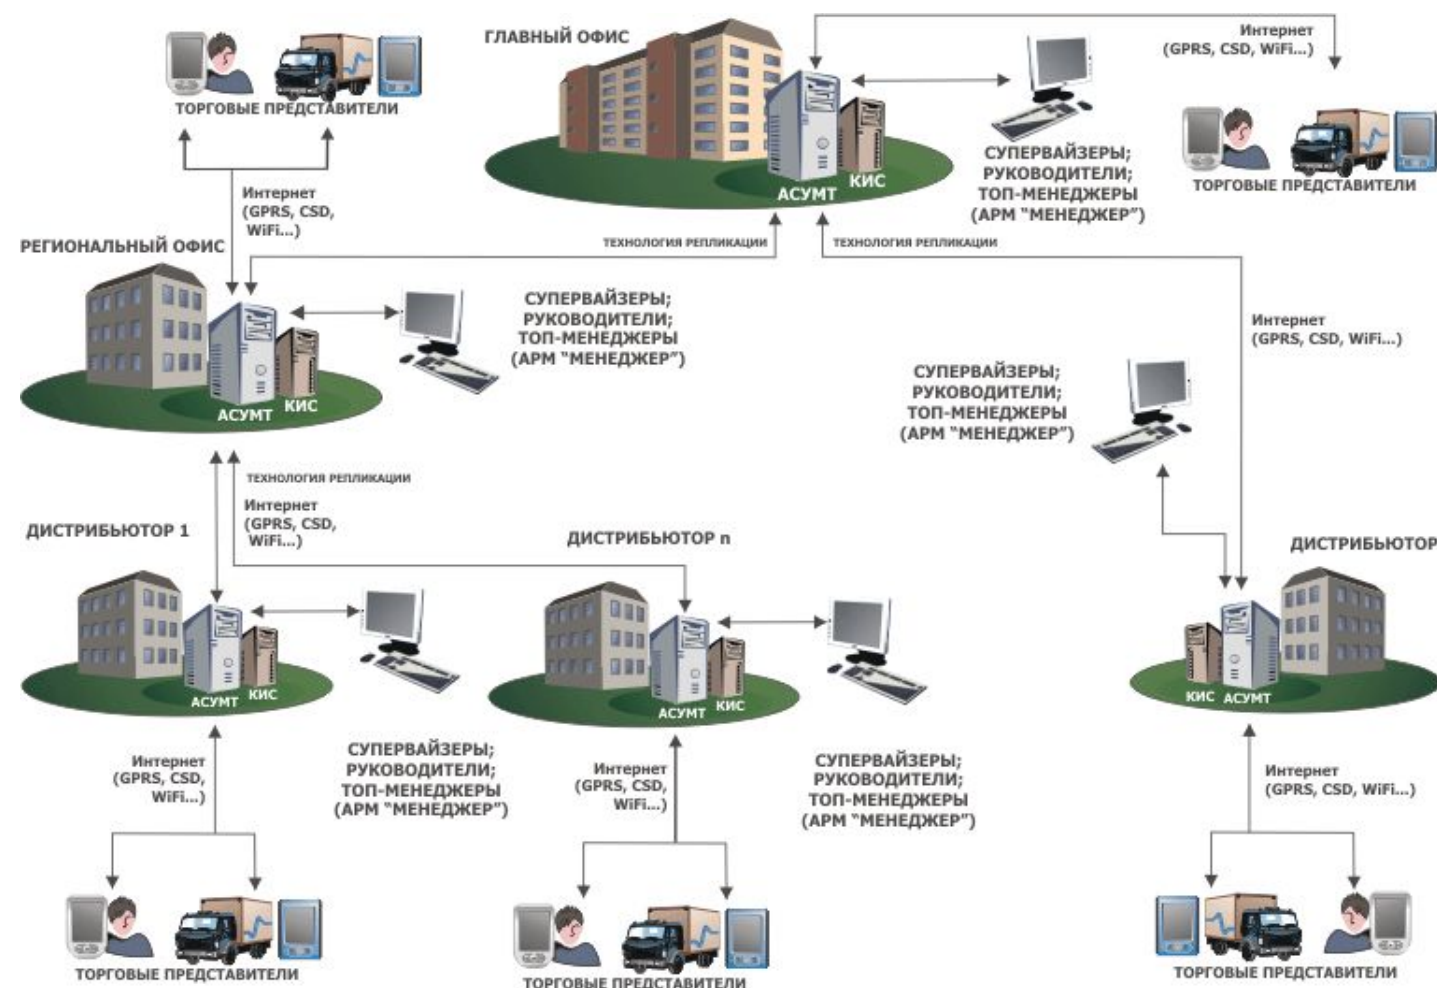 ГЛАВНЫЙ ОФИС
Интернет
(GPRS, CSD, WiFi...)
ТОРГОВЫЕ ПРЕДСТАВИТЕЛИ
СУПЕРВАЙЗЕРЫ;
РУКОВОДИТЕЛИ;
ТОП-МЕНЕДЖЕРЫ
(АРМ “МЕНЕДЖЕР”)
КИС
АСУМТ
ТОРГОВЫЕ ПРЕДСТАВИТЕЛИ
Интернет
(GPRS, CSD,
WiFi...)
РЕГИОНАЛЬНЫЙ ОФИС
ТЕХНОЛОГИЯ РЕПЛИКАЦИИ
ТЕХНОЛОГИЯ РЕПЛИКАЦИИ
СУПЕРВАЙЗЕРЫ;
РУКОВОДИТЕЛИ;
ТОП-МЕНЕДЖЕРЫ
(АРМ “МЕНЕДЖЕР”)
АСУМТ
КИС
Интернет
(GPRS, CSD, WiFi...)
СУПЕРВАЙЗЕРЫ;
РУКОВОДИТЕЛИ;
ТОП-МЕНЕДЖЕРЫ
(АРМ “МЕНЕДЖЕР”)
ТЕХНОЛОГИЯ РЕПЛИКАЦИИ
Интернет
(GPRS, CSD,
WiFi...)
ДИСТРИБЬЮТОР 1
ДИСТРИБЬЮТОР n
ДИСТРИБЬЮТОР
АСУМТ
КИС
АСУМТ
КИС
КИС
АСУМТ
Интернет
(GPRS, CSD,
WiFi...)
СУПЕРВАЙЗЕРЫ;
РУКОВОДИТЕЛИ;
ТОП-МЕНЕДЖЕРЫ
(АРМ “МЕНЕДЖЕР”)
Интернет
(GPRS, CSD,
WiFi...)
СУПЕРВАЙЗЕРЫ;
РУКОВОДИТЕЛИ;
ТОП-МЕНЕДЖЕРЫ
(АРМ “МЕНЕДЖЕР”)
Интернет
(GPRS, CSD, WiFi...)
ТОРГОВЫЕ ПРЕДСТАВИТЕЛИ
ТОРГОВЫЕ ПРЕДСТАВИТЕЛИ
ТОРГОВЫЕ ПРЕДСТАВИТЕЛИ